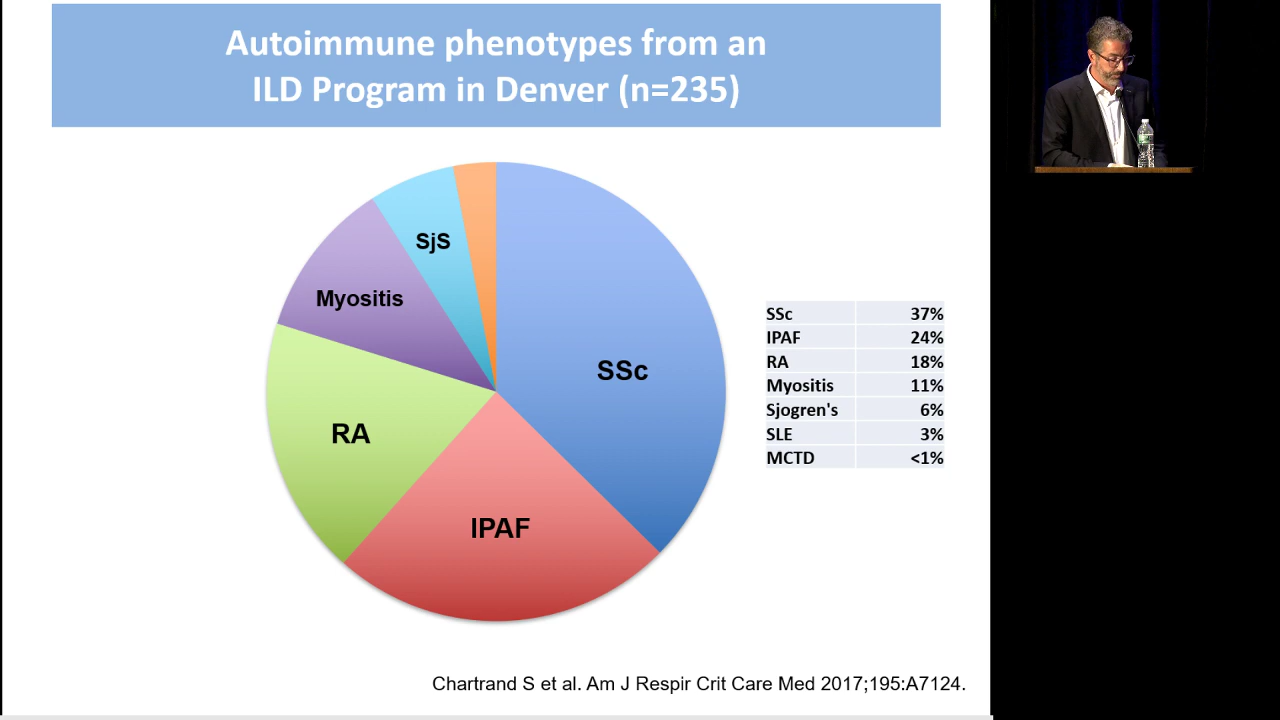 Autoimmune phenotypes from an
ILD Program in Denver (n=235)
SjS
Myositis
SSc
RA
IPAF
SSc 37%
IPAF 24%
RA 18%
Myositis 11%
Sjogren's 6%
SLE 3%
MCTD <1%
Chartrand S et al. Am J Respir Crit Care Med 2017;195:A7124.